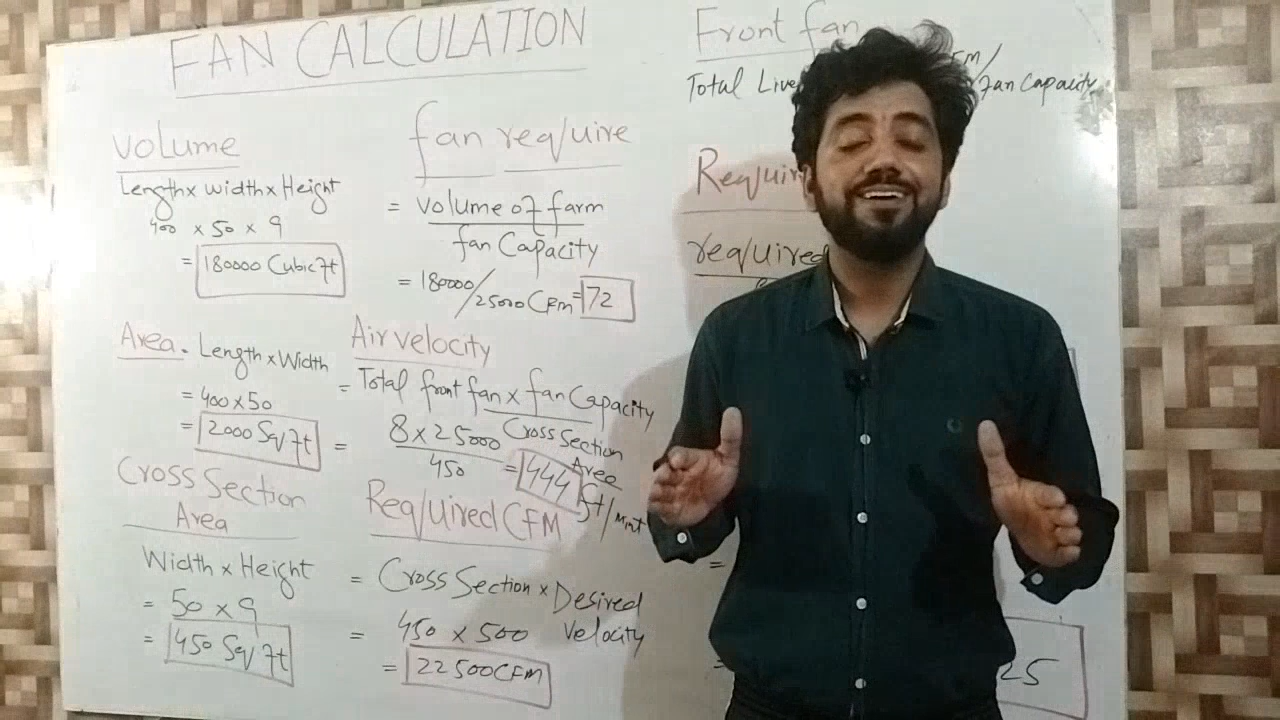 FAN CALCULATION
VOLUME
Length x Width x Height
400 x 50 x 9
= 180000 Cubic ft
Area. Length x Width
= 400 x 50
= 2000 Sq ft
Cross Section
Area
Width x Height
= 50 x 9
= 450 Sq ft
fan require
= Volume of farm
fan Capacity
= 180000/25000 CFM = 72
Air velocity
= Total front fan x fan Capacity
Cross Section
Area
= 8 x 25000
450
= 444 ft/Mint
Required CFM
= Cross Section x Desired
Velocity
= 450 x 500
= 22500 CFM
Front fan
Total Live
/fan Capacity
required
=
25